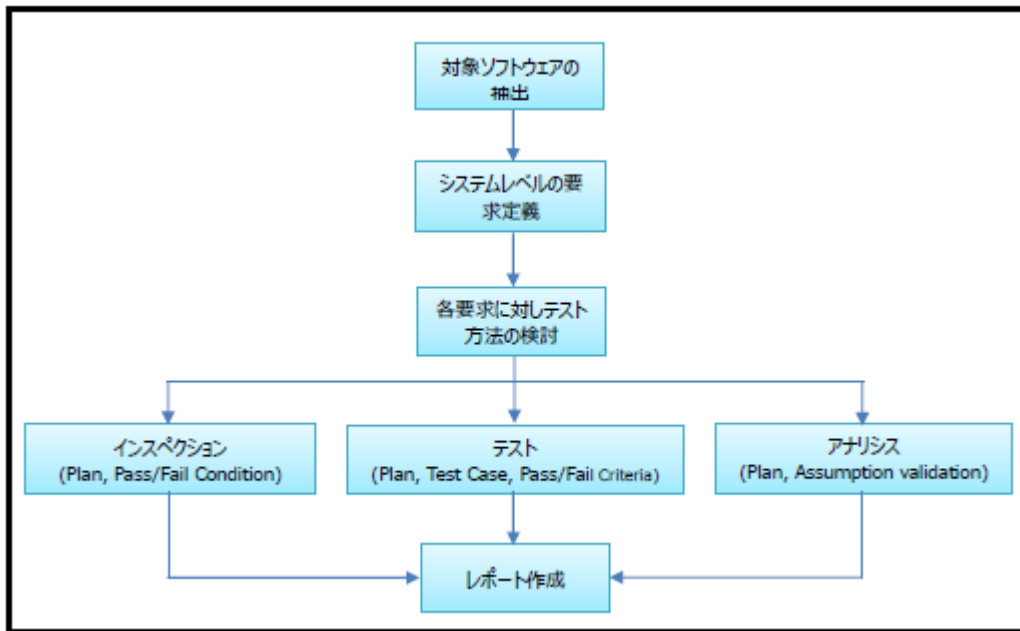 対象ソフトウェアの
抽出
システムレベルの要
求定義
各要求に対しテスト
方法の検討
インスペクション
(Plan, Pass/Fail Condition)
テスト
(Plan, Test Case, Pass/Fail Criteria)
アナリシス
(Plan, Assumption validation)
レポート作成